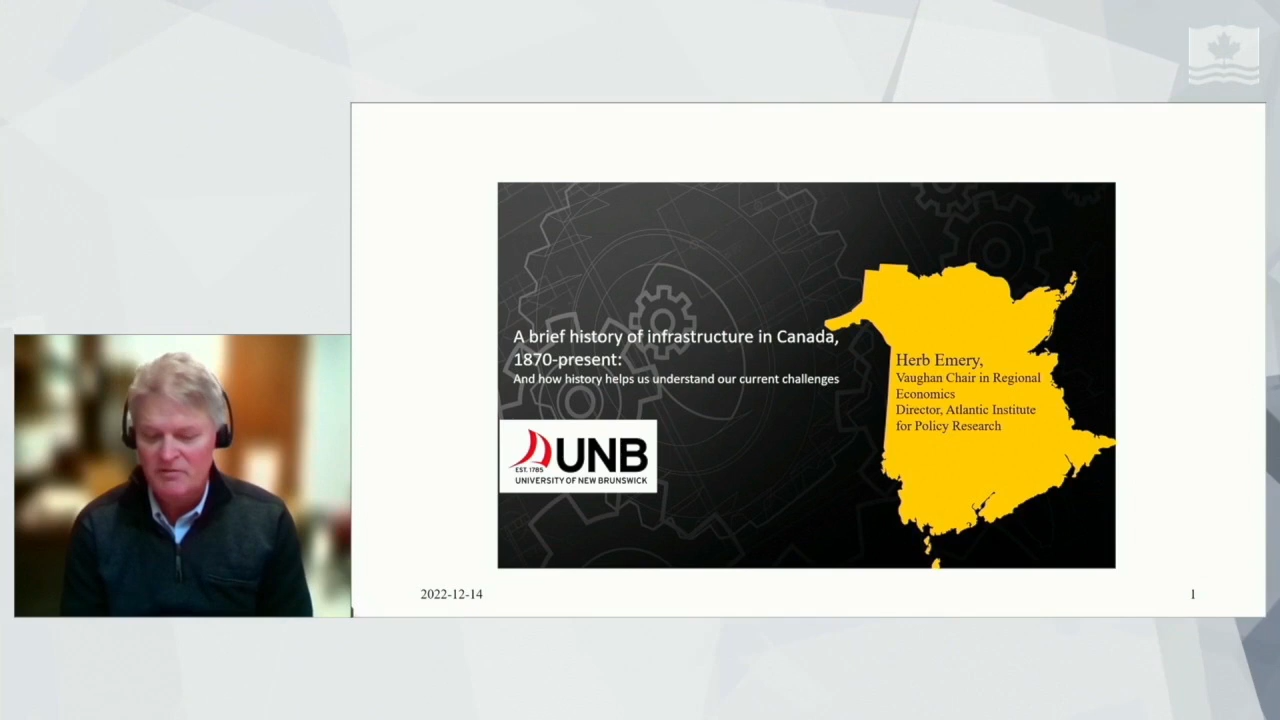 A brief history of infrastructure in Canada,
1870-present:
And how history helps us understand our current challenges
Herb Emery,
Vaughan Chair in Regional
Economics
Director, Atlantic Institute
for Policy Research
EST. 1785
UNB
UNIVERSITY OF NEW BRUNSWICK
2022-12-14
1